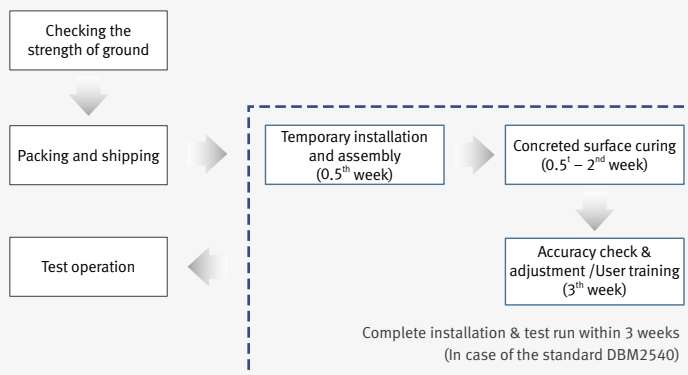 Checking the
strength of ground
Packing and shipping
Temporary installation
and assembly
(0.5th week)
Concreted surface curing
(0.5t – 2nd week)
Accuracy check &
adjustment /User training
(3th week)
Test operation
Complete installation & test run within 3 weeks
(In case of the standard DBM2540)